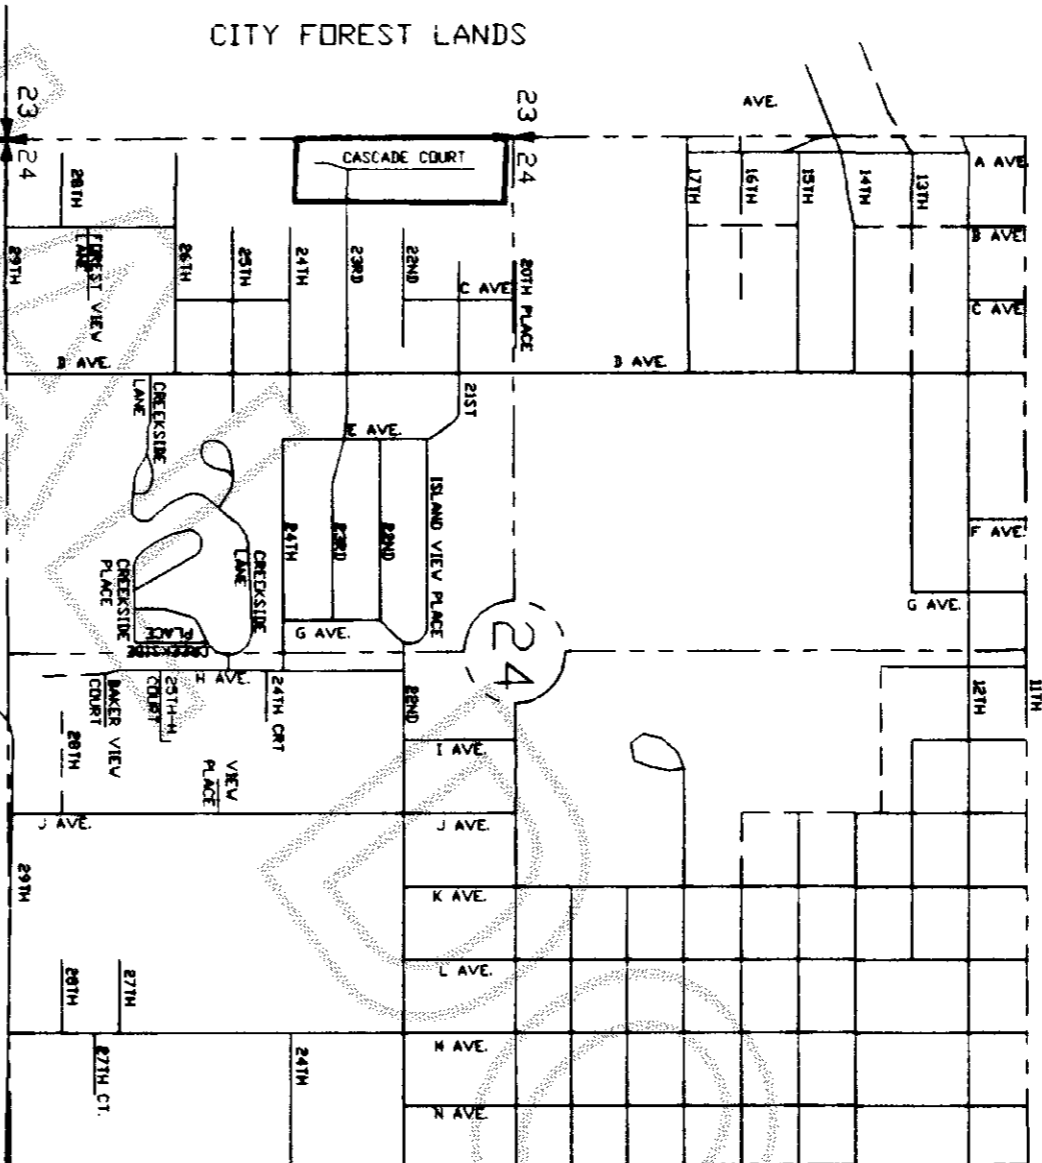 CITY FOREST LANDS
23
24
23
24
AVE.
CASCADE COURT
A AVE
17TH
16TH
15TH
14TH
13TH
28TH
B AVE
29TH
FOREST VIEW
LANE
26TH
25TH
24TH
23RD
22ND
C AVE
20TH PLACE
C AVE
D AVE.
D AVE.
CREEKSIDE
LANE
21ST
E AVE.
24TH
23RD
22ND
ISLAND VIEW PLACE
F AVE.
CREEKSIDE
PLACE
CREEKSIDE
LANE
G AVE.
CREEKSIDE
PLACE
G AVE.
24
H AVE.
BAKER VIEW
COURT
25TH-H
COURT
24TH CRT
22ND
12TH
11TH
28TH
VIEW
PLACE
I AVE.
J AVE.
J AVE.
29TH
K AVE.
L AVE.
28TH
27TH
M AVE.
27TH CT.
24TH
N AVE.